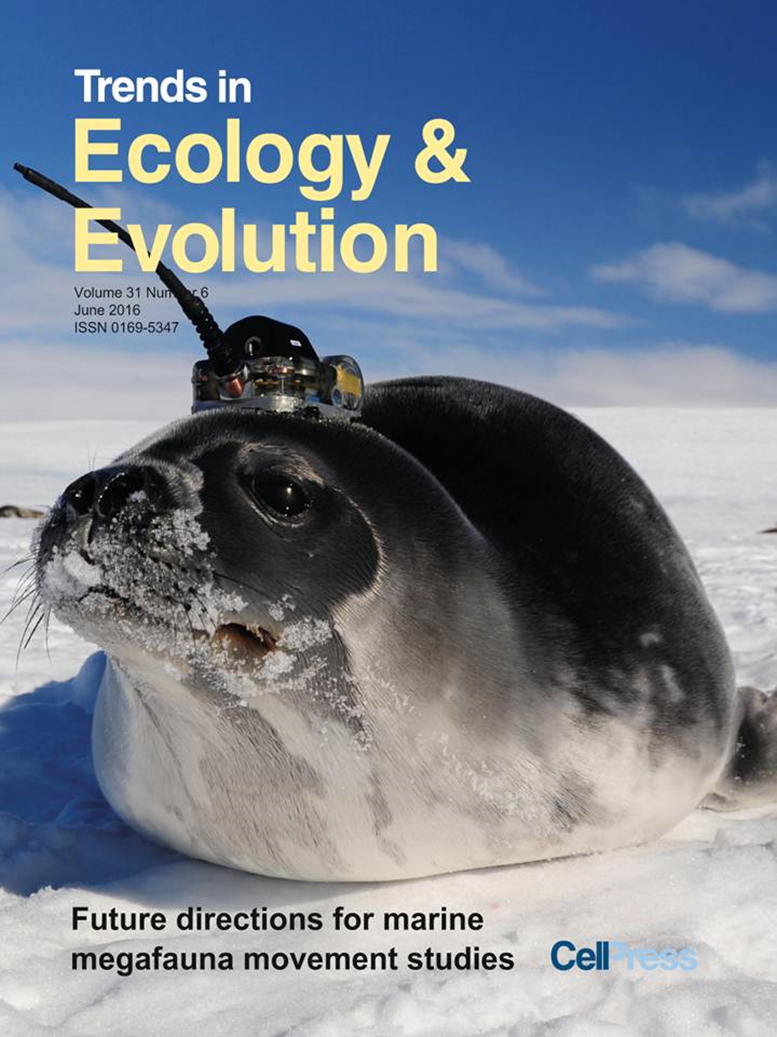 Trends in
Ecology &
Evolution
Volume 31 Number 6
June 2016
ISSN 0169-5347
Future directions for marine
megafauna movement studies
CellPress